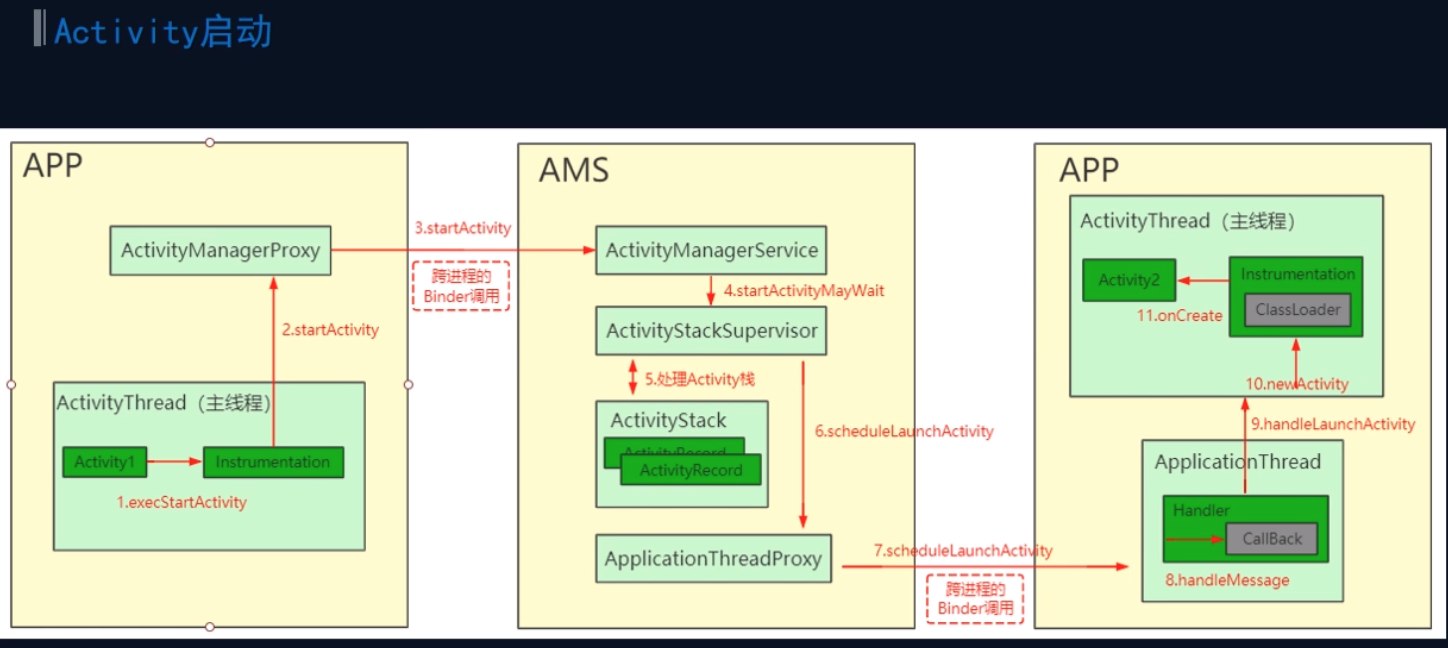 Activity启动
APP
ActivityManagerProxy
2.startActivity
ActivityThread（主线程）
Activity1
Instrumentation
1.execStartActivity
3.startActivity
跨进程的
Binder调用
AMS
ActivityManagerService
4.startActivityMayWait
ActivityStackSupervisor
5.处理Activity栈
ActivityStack
ActivityRecord
ActivityRecord
6.scheduleLaunchActivity
ApplicationThreadProxy
7.scheduleLaunchActivity
跨进程的
Binder调用
APP
ActivityThread（主线程）
Activity2
Instrumentation
ClassLoader
11.onCreate
10.newActivity
9.handleLaunchActivity
ApplicationThread
Handler
CallBack
8.handleMessage